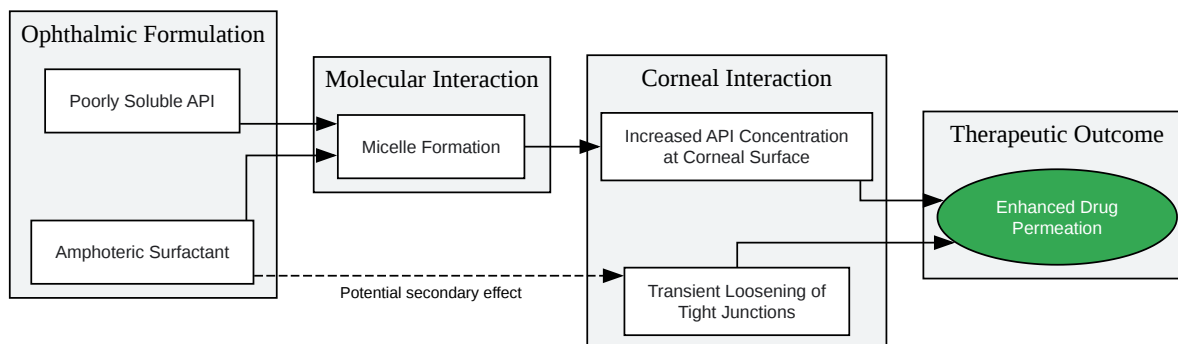 Ophthalmic Formulation
Poorly Soluble API
Amphoteric Surfactant
Molecular Interaction
Micelle Formation
Potential secondary effect
Corneal Interaction
Increased API Concentration
at Corneal Surface
Transient Loosening of
Tight Junctions
Therapeutic Outcome
Enhanced Drug
Permeation